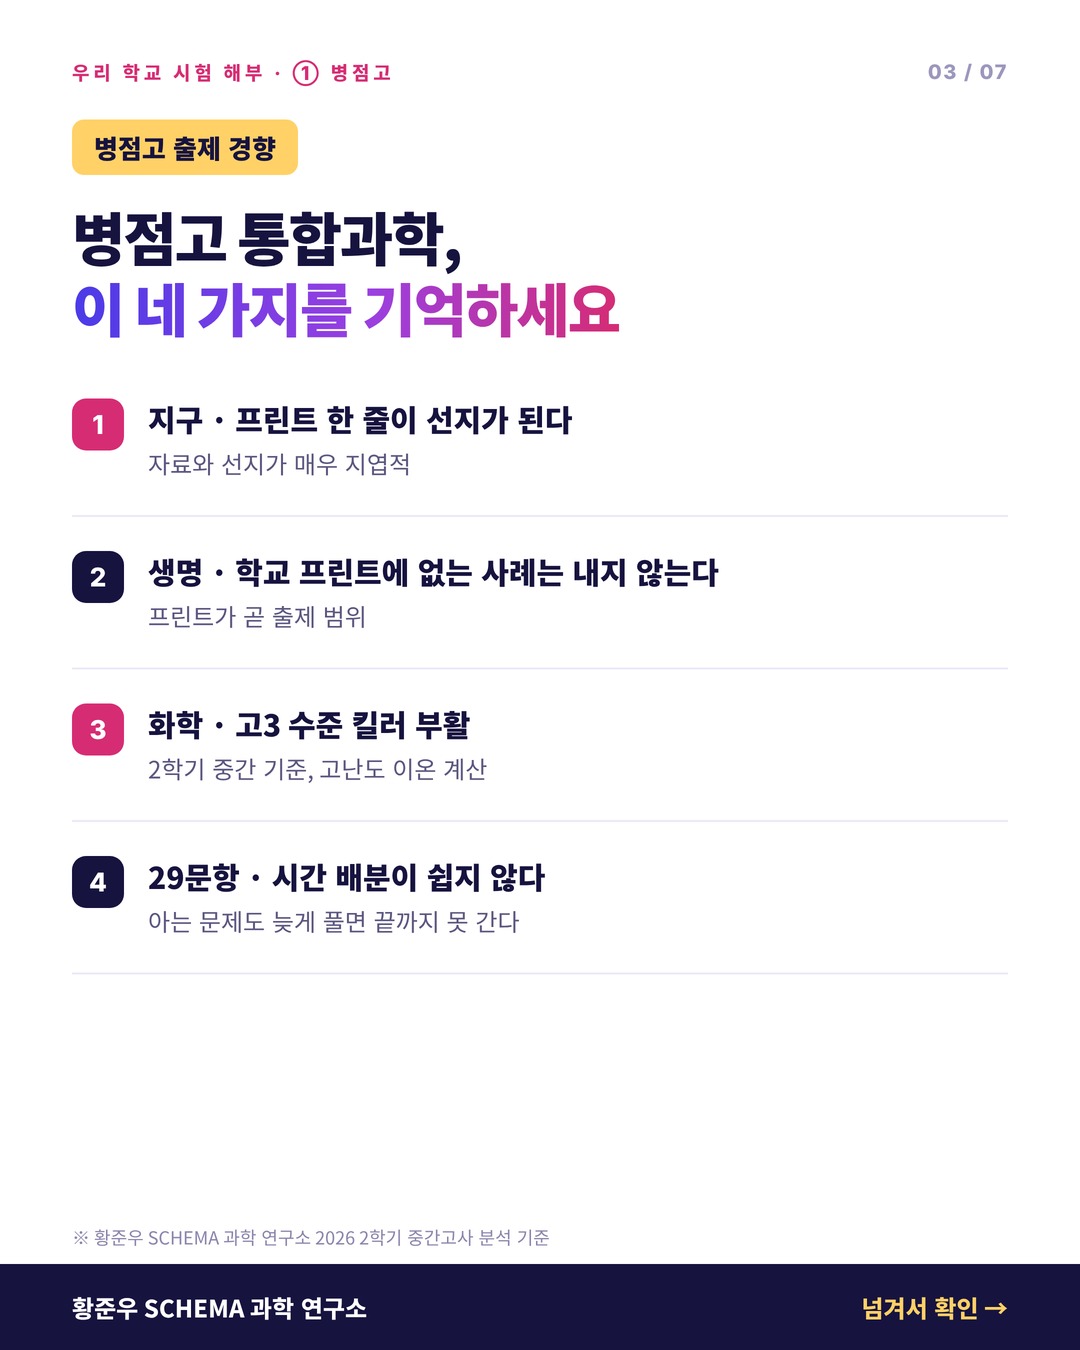 우리 학교 시험 해부 · ① 병점고
03 / 07
병점고 출제 경향
병점고 통합과학,
이 네 가지를 기억하세요
1
지구 · 프린트 한 줄이 선지가 된다
자료와 선지가 매우 지엽적
2
생명 · 학교 프린트에 없는 사례는 내지 않는다
프린트가 곧 출제 범위
3
화학 · 고3 수준 킬러 부활
2학기 중간 기준, 고난도 이온 계산
4
29문항 · 시간 배분이 쉽지 않다
아는 문제도 늦게 풀면 끝까지 못 간다
※ 황준우 SCHEMA 과학 연구소 2026 2학기 중간고사 분석 기준
황준우 SCHEMA 과학 연구소
넘겨서 확인 →